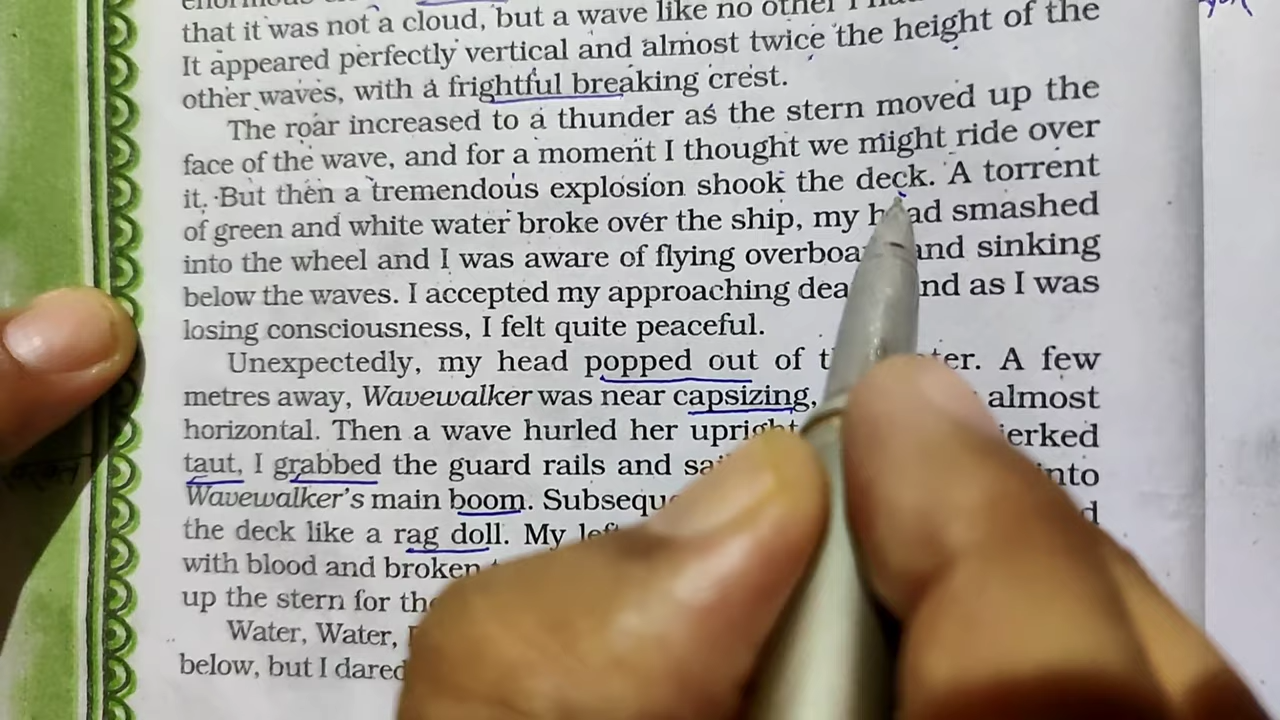 that it was not a cloud, but a wave like no other I
It appeared perfectly vertical and almost twice the height of the
other waves, with a frightful breaking crest.
The roar increased to a thunder as the stern moved up the
face of the wave, and for a moment I thought we might ride over
it. But then a tremendous explosion shook the deck. A torrent
of green and white water broke over the ship, my head smashed
into the wheel and I was aware of flying overboa and sinking
below the waves. I accepted my approaching dea nd as I was
losing consciousness, I felt quite peaceful.
Unexpectedly, my head popped out of t ter. A few
metres away, Wavewalker was near capsizing, almost
horizontal. Then a wave hurled her upright jerked
taut, I grabbed the guard rails and sa into
Wavewalker's main boom. Subsequ
the deck like a rag doll. My left
with blood and broken
up the stern for the
Water, Water,
below, but I dared